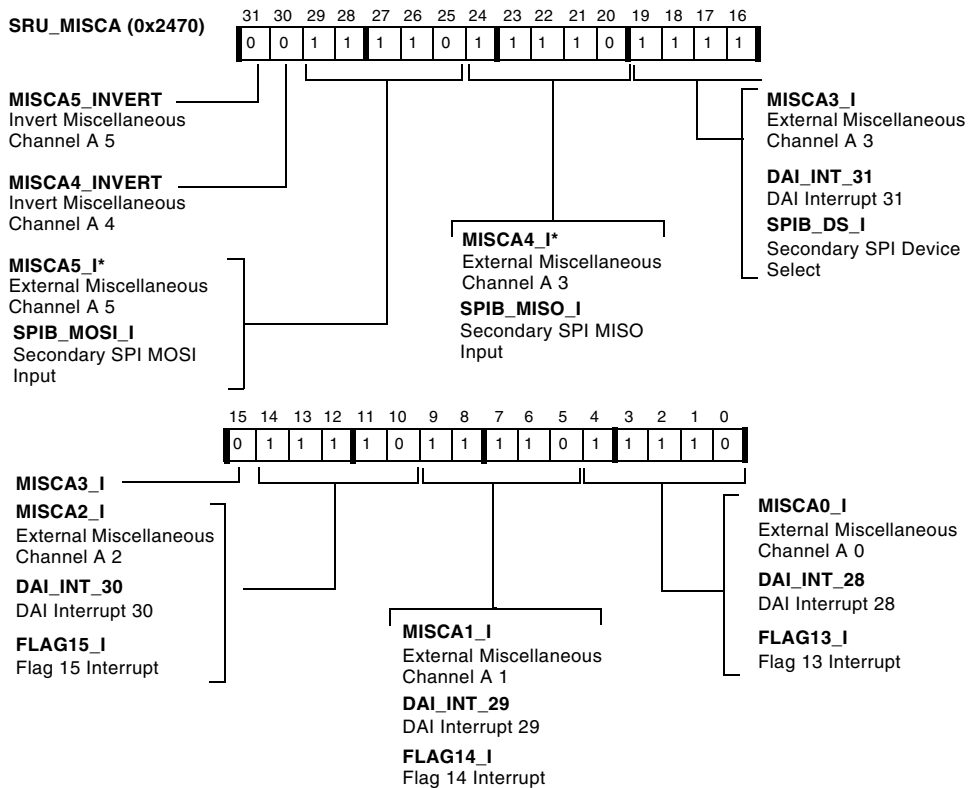 SRU_MISCA (0x2470)
31 30 29 28 27 26 25 24 23 22 21 20 19 18 17 16
0 0 1 1 1 1 0 1 1 1 1 0 1 1 1 1
MISCA5_INVERT
Invert Miscellaneous
Channel A 5
MISCA4_INVERT
Invert Miscellaneous
Channel A 4
MISCA5_I*
External Miscellaneous
Channel A 5
SPIB_MOSI_I
Secondary SPI MOSI
Input
MISCA4_I*
External Miscellaneous
Channel A 3
SPIB_MISO_I
Secondary SPI MISO
Input
MISCA3_I
External Miscellaneous
Channel A 3
DAI_INT_31
DAI Interrupt 31
SPIB_DS_I
Secondary SPI Device
Select
15 14 13 12 11 10 9 8 7 6 5 4 3 2 1 0
0 1 1 1 1 0 1 1 1 1 0 1 1 1 1 0
MISCA3_I
MISCA2_I
External Miscellaneous
Channel A 2
DAI_INT_30
DAI Interrupt 30
FLAG15_I
Flag 15 Interrupt
MISCA1_I
External Miscellaneous
Channel A 1
DAI_INT_29
DAI Interrupt 29
FLAG14_I
Flag 14 Interrupt
MISCA0_I
External Miscellaneous
Channel A 0
DAI_INT_28
DAI Interrupt 28
FLAG13_I
Flag 13 Interrupt